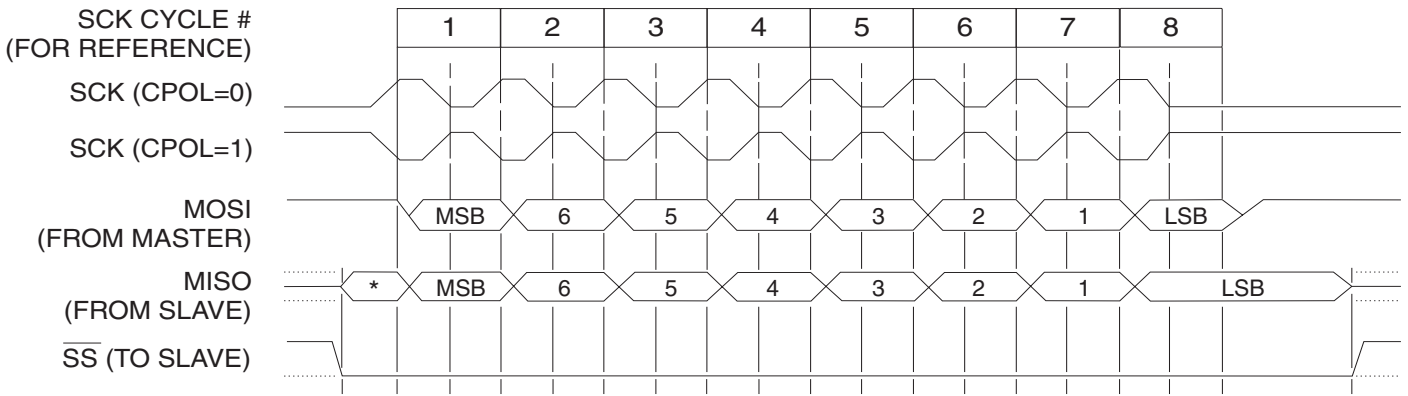 SCK CYCLE # 1 2 3 4 5 6 7 8
(FOR REFERENCE)
SCK (CPOL=0)
SCK (CPOL=1)
MOSI MSB 6 5 4 3 2 1 LSB
(FROM MASTER)
MISO * MSB 6 5 4 3 2 1 LSB
(FROM SLAVE)
SS (TO SLAVE)